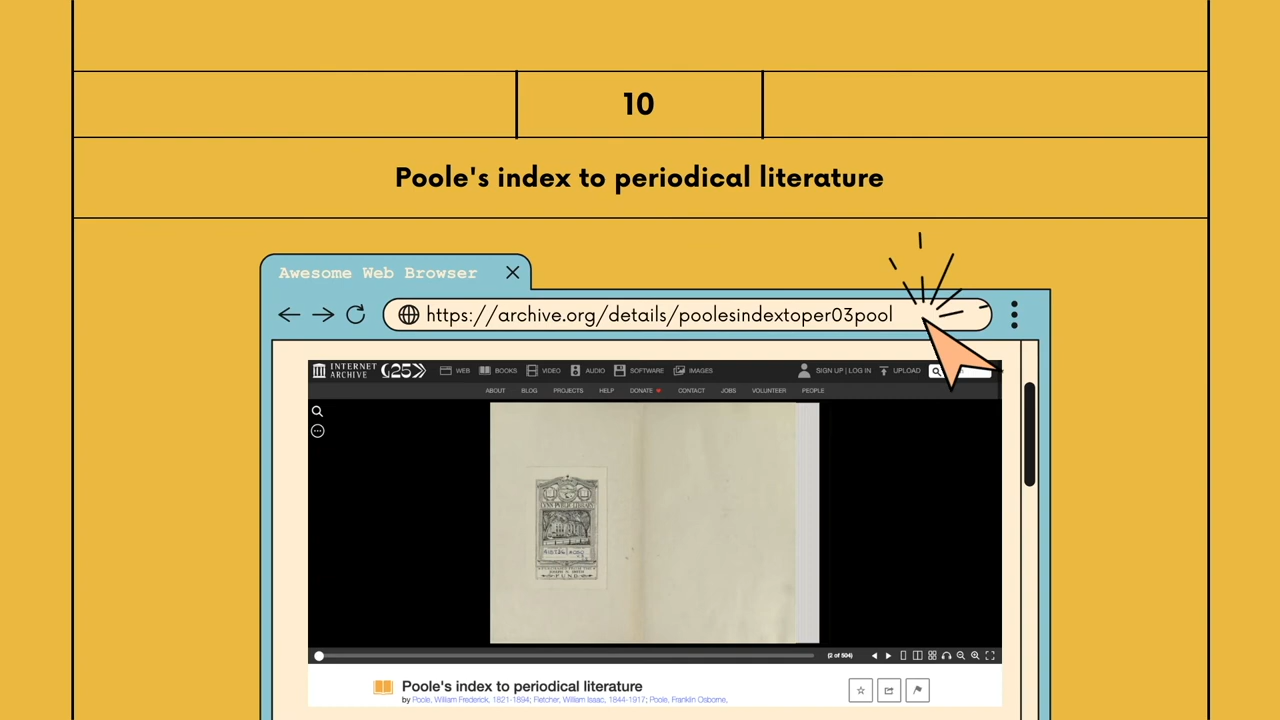 10
Poole's index to periodical literature
Awesome Web Browser
https://archive.org/details/poolesindextoper03pool
INTERNET ARCHIVE 25 WEB BOOKS VIDEO AUDIO SOFTWARE IMAGES SIGN UP | LOG IN UPLOAD
ABOUT BLOG PROJECTS HELP DONATE CONTACT JOBS VOLUNTEER PEOPLE
(2 of 504)
Poole's index to periodical literature
by Poole, William Frederick, 1821-1894; Fletcher, William Isaac, 1844-1917; Poole, Franklin Osborne,